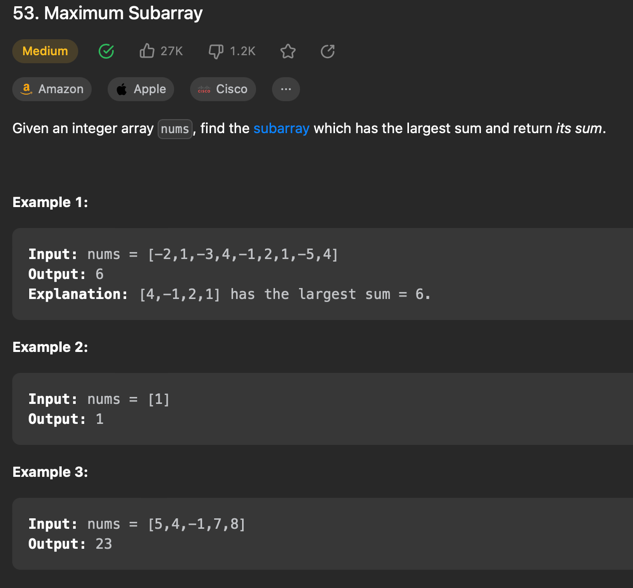 53. Maximum Subarray
Medium 27K 1.2K
Amazon Apple Cisco ...
Given an integer array nums, find the subarray which has the largest sum and return its sum.
Example 1:
Input: nums = [-2,1,-3,4,-1,2,1,-5,4]
Output: 6
Explanation: [4,-1,2,1] has the largest sum = 6.
Example 2:
Input: nums = [1]
Output: 1
Example 3:
Input: nums = [5,4,-1,7,8]
Output: 23